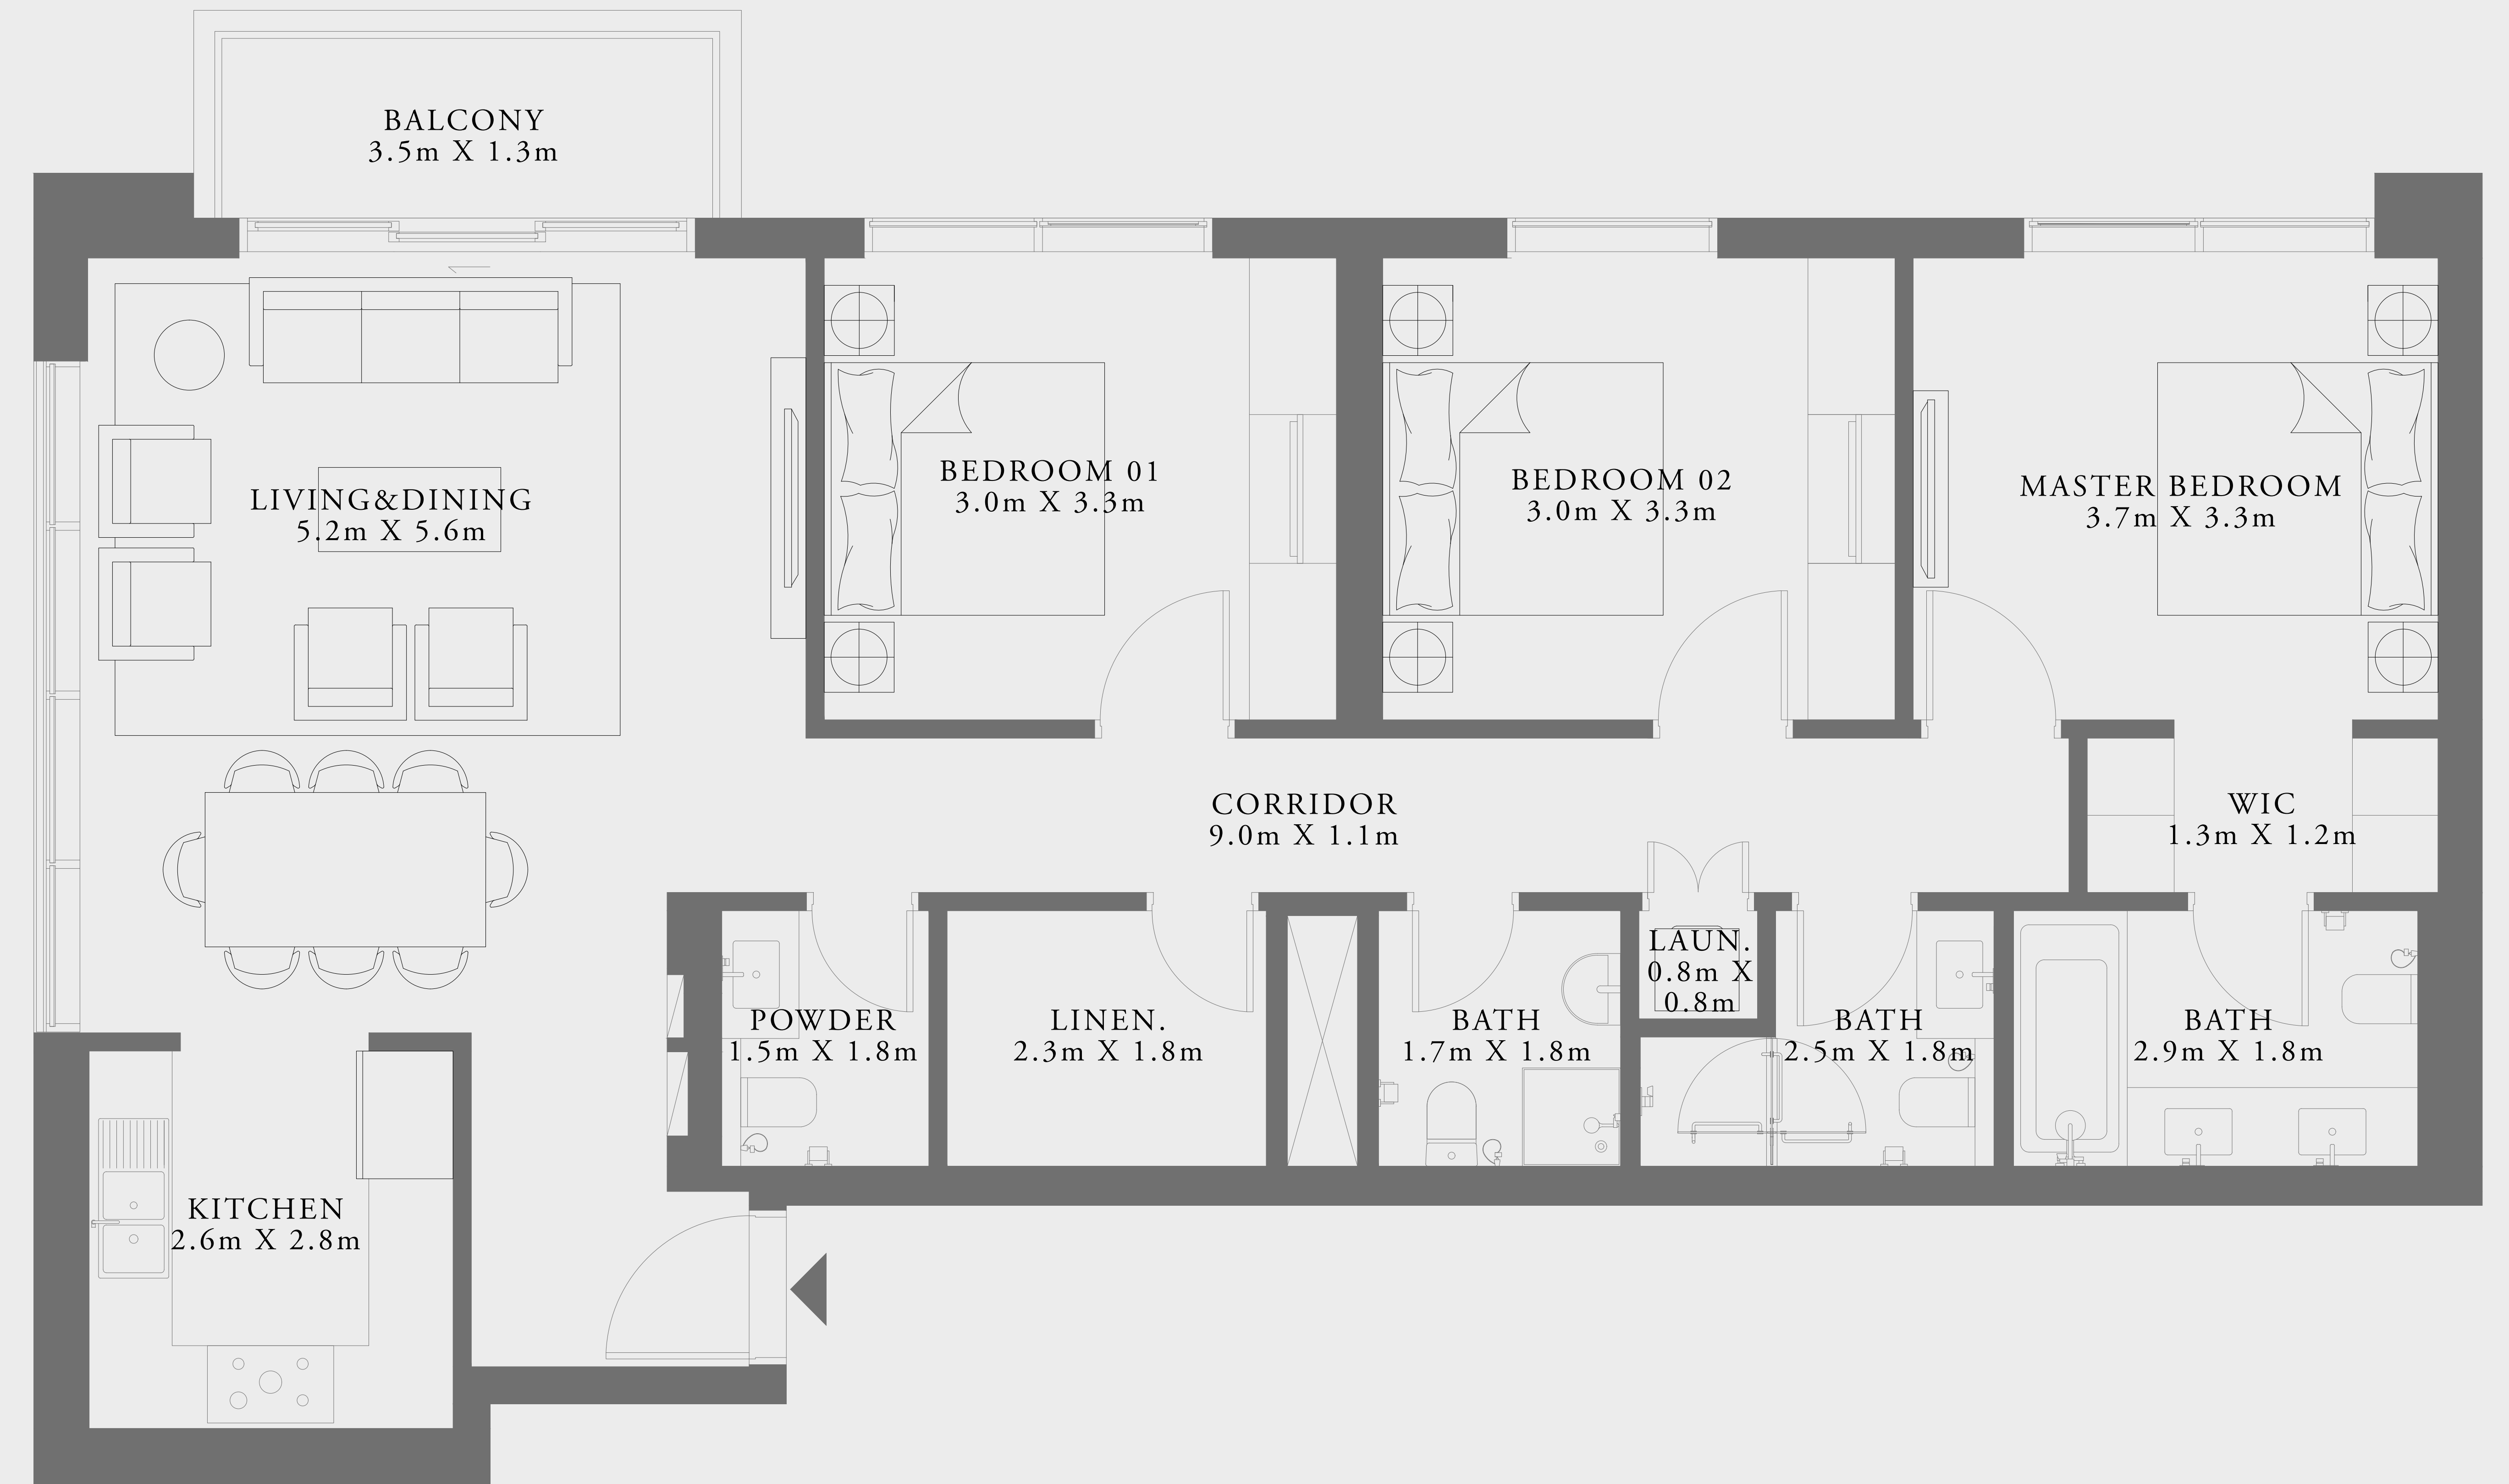 BALCONY
3.5m X 1.3m
LIVING&DINING
5.2m X 5.6m
BEDROOM 01
3.0m X 3.3m
BEDROOM 02
3.0m X 3.3m
MASTER BEDROOM
3.7m X 3.3m
CORRIDOR
9.0m X 1.1m
WIC
1.3m X 1.2m
POWDER
1.5m X 1.8m
LINEN.
2.3m X 1.8m
BATH
1.7m X 1.8m
LAUN.
0.8m X
0.8m
BATH
2.5m X 1.8m
BATH
2.9m X 1.8m
KITCHEN
2.6m X 2.8m